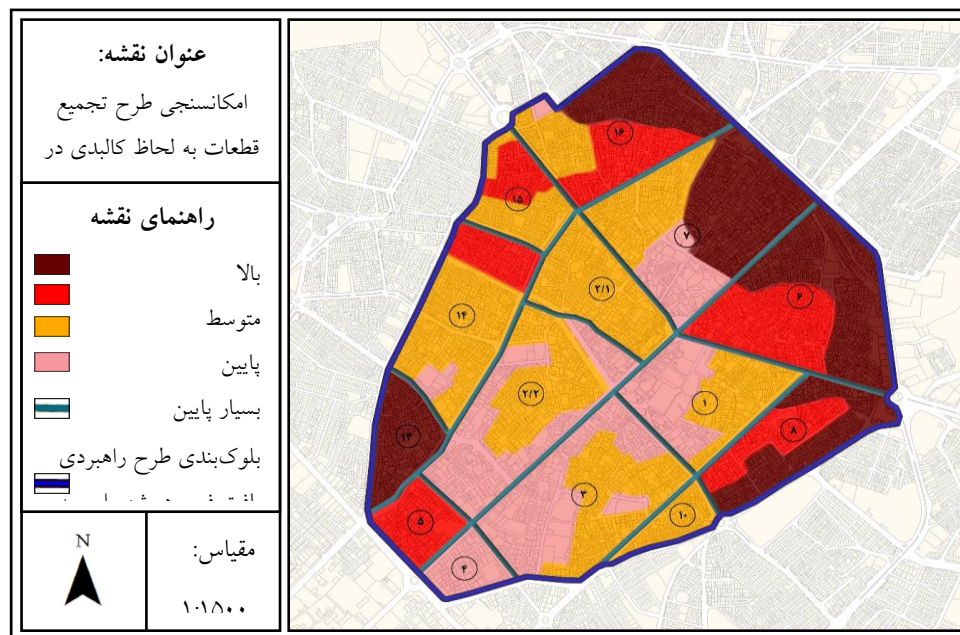 عنوان نقشه:
امکانسنجی طرح تجمیع
قطعات به لحاظ کالبدی در
راهنمای نقشه
بالا
متوسط
پایین
بسیار پایین
بلوک‌بندی طرح راهبردی
N
مقیاس:
۱:۱۵۰۰
۱۶
۱۵
۷
۲/۱
۶
۱۴
۲/۲
۱
۸
۱۳
۳
۱۰
۵
۴